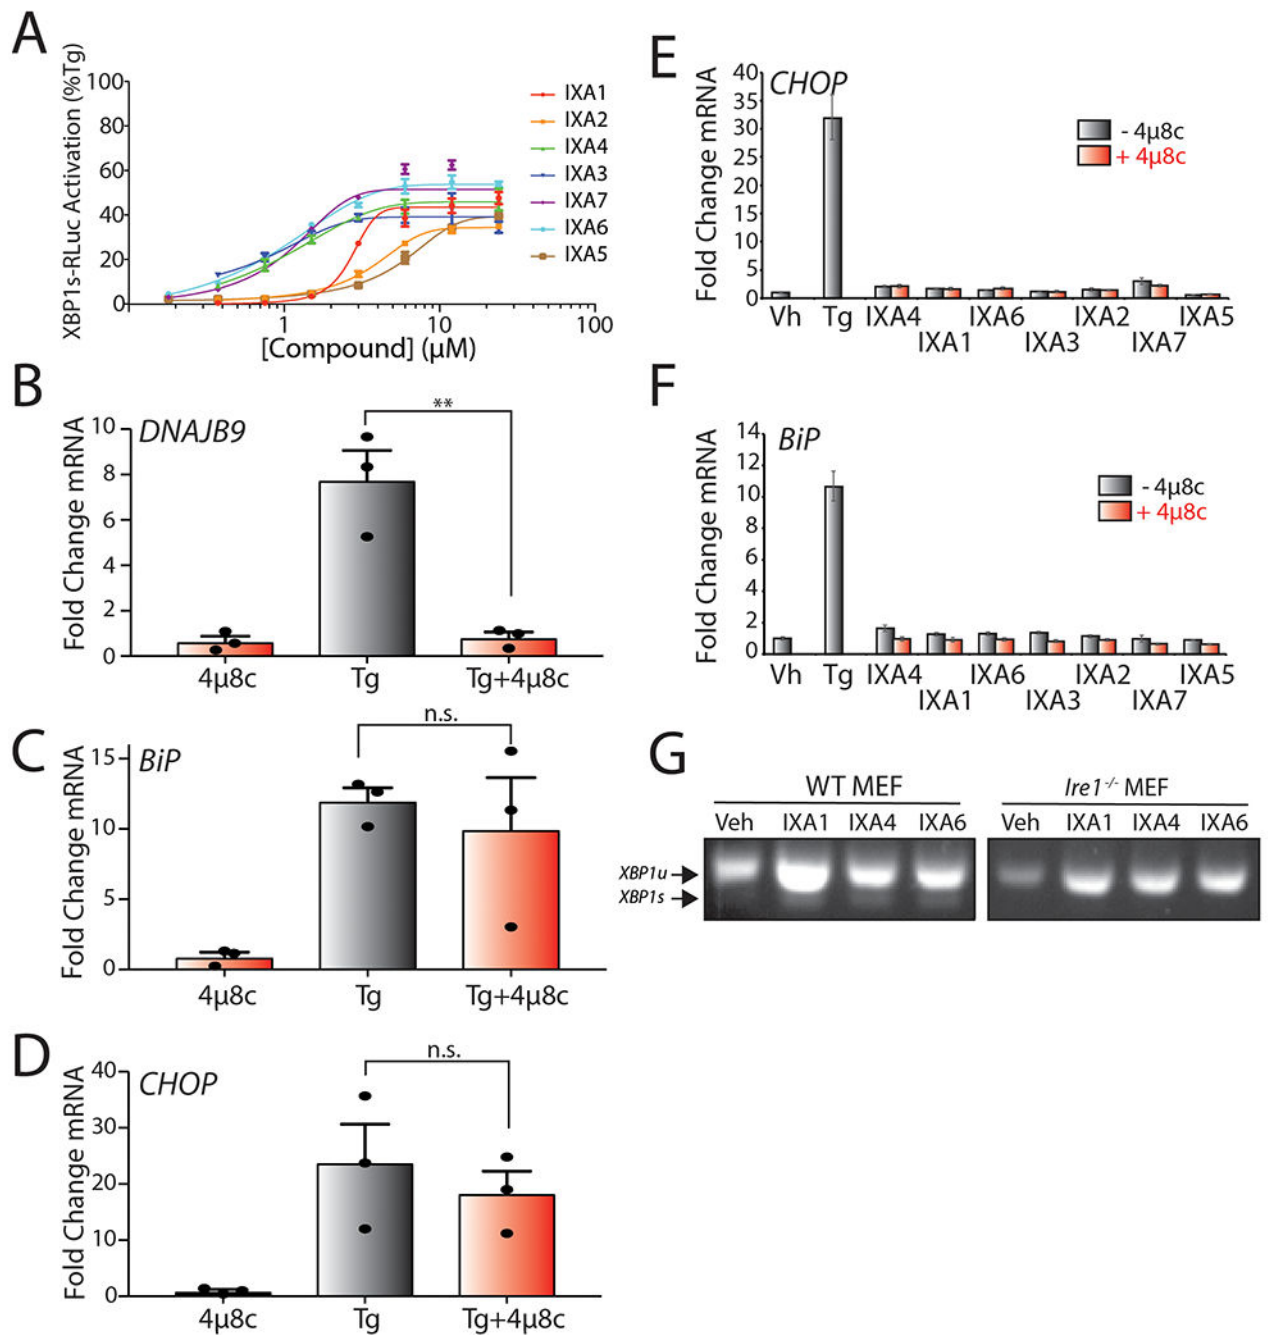 A
XBP1s-RLuc Activation (%Tg)
100
80
60
40
20
0
1
10
100
[Compound] (µM)
IXA1
IXA2
IXA4
IXA3
IXA7
IXA6
IXA5
B
Fold Change mRNA
DNAJB9
**
10
8
6
4
2
0
4µ8c
Tg
Tg+4µ8c
C
Fold Change mRNA
BiP
n.s.
15
10
5
0
4µ8c
Tg
Tg+4µ8c
D
Fold Change mRNA
CHOP
n.s.
40
30
20
10
0
4µ8c
Tg
Tg+4µ8c
E
Fold Change mRNA
CHOP
40
35
30
25
20
15
10
5
0
- 4µ8c
+ 4µ8c
Vh Tg IXA4 IXA6 IXA2 IXA5
IXA1 IXA3 IXA7
F
Fold Change mRNA
BiP
14
12
10
8
6
4
2
0
- 4µ8c
+ 4µ8c
Vh Tg IXA4 IXA6 IXA2 IXA5
IXA1 IXA3 IXA7
G
WT MEF
Ire1-/- MEF
Veh IXA1 IXA4 IXA6
Veh IXA1 IXA4 IXA6
XBP1u
XBP1s